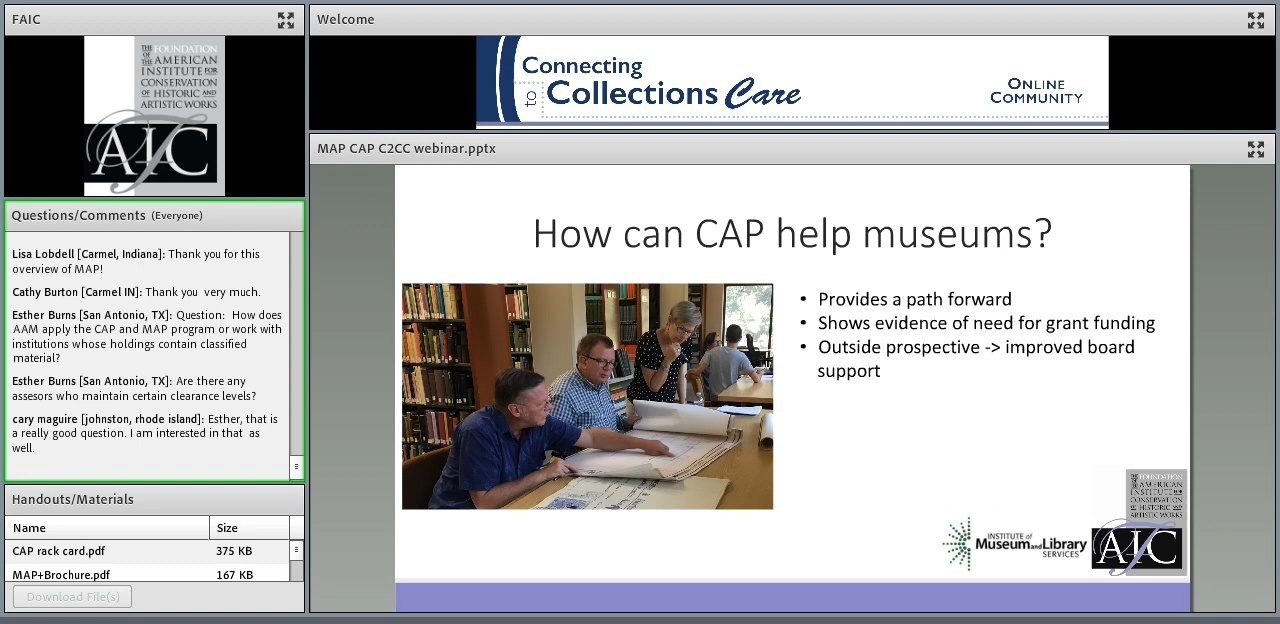 FAIC
THE FOUNDATION
OF THE AMERICAN
INSTITUTE FOR
CONSERVATION
OF HISTORIC AND
ARTISTIC WORKS
AIC
Questions/Comments (Everyone)
Lisa Lobdell [Carmel, Indiana]: Thank you for this
overview of MAP!
Cathy Burton [Carmel IN]: Thank you very much.
Esther Burns [San Antonio, TX]: Question: How does
AAM apply the CAP and MAP program or work with
institutions whose holdings contain classified
material?
Esther Burns [San Antonio, TX]: Are there any
assesors who maintain certain clearance levels?
cary maguire [johnston, rhode island]: Esther, that is
a really good question. I am interested in that as
well.
Handouts/Materials
Name Size
CAP rack card.pdf 375 KB
MAP+Brochure.pdf 167 KB
Download File(s)
Welcome
Connecting
to Collections Care
ONLINE
COMMUNITY
MAP CAP C2CC webinar.pptx
How can CAP help museums?
• Provides a path forward
• Shows evidence of need for grant funding
• Outside prospective -> improved board
support
INSTITUTE of
Museum and Library
SERVICES
THE FOUNDATION
OF THE AMERICAN
INSTITUTE FOR
CONSERVATION
OF HISTORIC AND
ARTISTIC WORKS
AIC